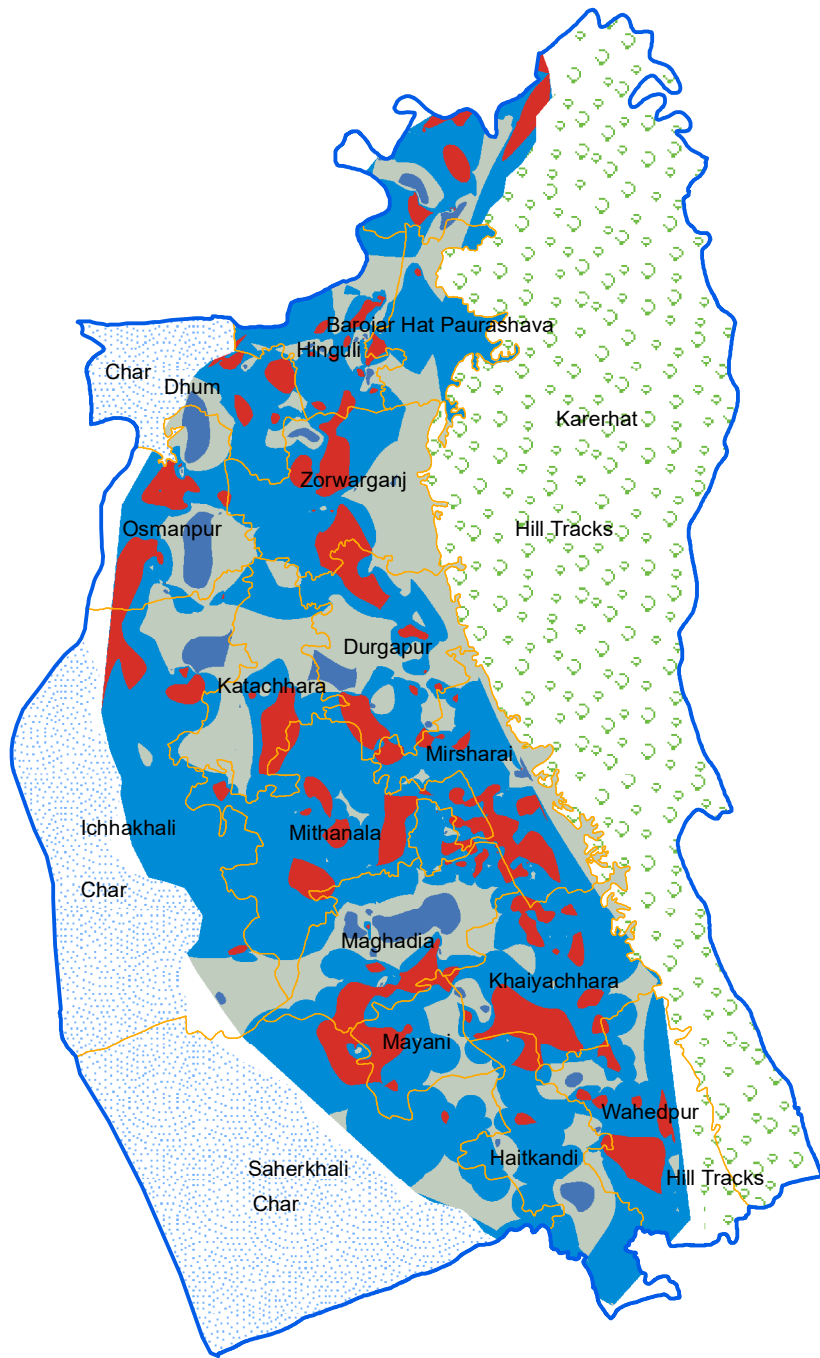 Baroiar Hat Paurashava
Hinguli
Char
Dhum
Karerhat
Zorwarganj
Osmanpur
Hill Tracks
Durgapur
Katachhara
Mirsharai
Ichhakhali
Mithanala
Char
Maghadia
Khaiyachhara
Mayani
Wahedpur
Haitkandi
Saherkhali
Hill Tracks
Char